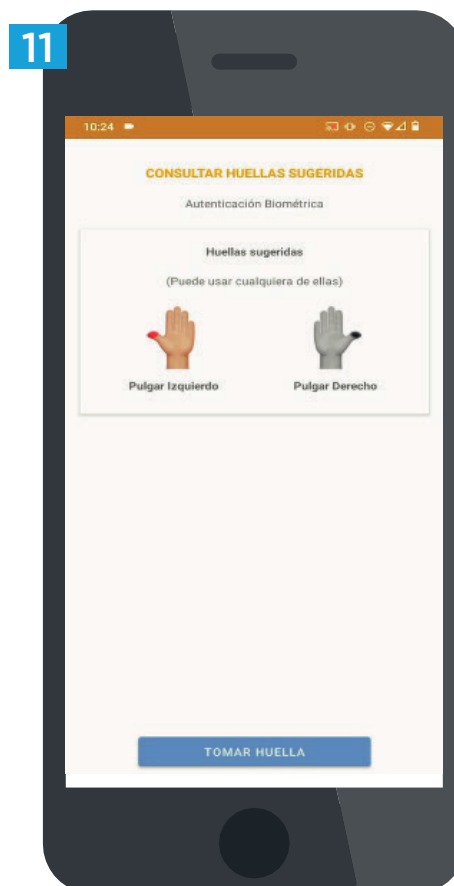 11
10:24
CONSULTAR HUELLAS SUGERIDAS
Autenticación Biométrica
Huellas sugeridas
(Puede usar cualquiera de ellas)
Pulgar Izquierdo
Pulgar Derecho
TOMAR HUELLA